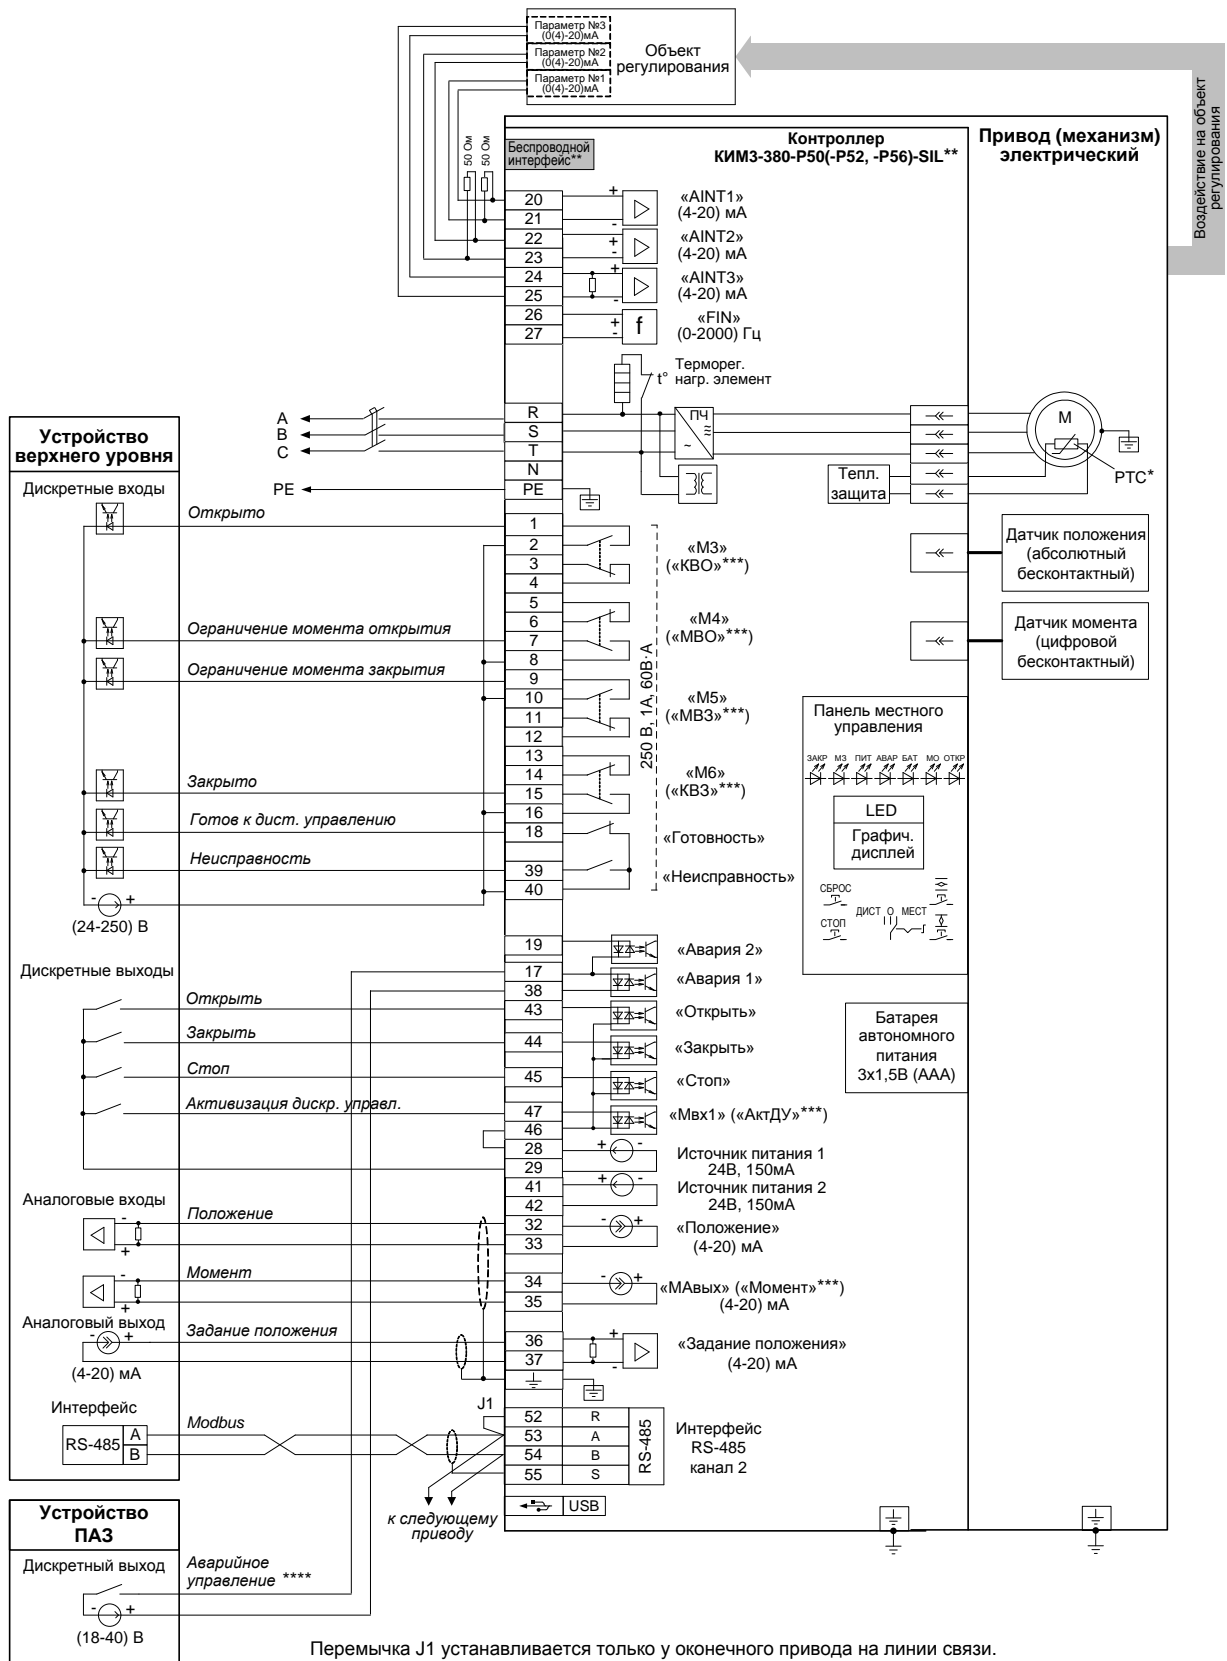 Параметр №3
(0(4)-20)мА
Параметр №2
(0(4)-20)мА
Параметр №1
(0(4)-20)мА
Объект
регулирования
Воздействие на объект
регулирования
50 Ом
50 Ом
Беспроводной
интерфейс**
Контроллер
КИМ3-380-P50(-P52, -P56)-SIL**
Привод (механизм)
электрический
20
21
22
23
24
25
26
27
+
-
«AINT1»
(4-20) мА
+
-
«AINT2»
(4-20) мА
+
-
«AINT3»
(4-20) мА
+
-
f
«FIN»
(0-2000) Гц
t°
Терморег.
нагр. элемент
A
B
C
PE
R
S
T
N
PE
ПЧ
≈
~
M
PTC*
Тепл.
защита
Устройство
верхнего уровня
Дискретные входы
Открыто
Ограничение момента открытия
Ограничение момента закрытия
Закрыто
Готов к дист. управлению
Неисправность
- +
(24-250) В
1
2
3
4
5
6
7
8
9
10
11
12
13
14
15
16
18
39
40
«М3»
(«КВО»***)
«М4»
(«МВО»***)
«М5»
(«МВЗ»***)
«М6»
(«КВЗ»***)
«Готовность»
«Неисправность»
250 В, 1А, 60В·А
Датчик положения
(абсолютный
бесконтактный)
Датчик момента
(цифровой
бесконтактный)
Панель местного
управления
ЗАКР МЗ ПИТ АВАР БАТ МО ОТКР
LED
Графич.
дисплей
СБРОС
СТОП
ДИСТ О МЕСТ
Батарея
автономного
питания
3х1,5В (ААА)
Дискретные выходы
Открыть
Закрыть
Стоп
Активизация дискр. управл.
19
17
38
43
44
45
47
46
28
29
41
42
32
33
34
35
36
37
«Авария 2»
«Авария 1»
«Открыть»
«Закрыть»
«Стоп»
«Мвх1» («АктДУ»***)
+ -
Источник питания 1
24В, 150мА
+ -
Источник питания 2
24В, 150мА
- +
«Положение»
(4-20) мА
- +
«МАвых» («Момент»***)
(4-20) мА
+
-
«Задание положения»
(4-20) мА
Аналоговые входы
-
+
Положение
-
+
Момент
Аналоговый выход
- +
Задание положения
(4-20) мА
Интерфейс
RS-485
A
B
Modbus
J1
52 R
53 A
54 B
55 S
RS-485
Интерфейс
RS-485
канал 2
USB
к следующему
приводу
Устройство
ПАЗ
Дискретный выход
Аварийное
управление ****
- +
(18-40) В
Перемычка J1 устанавливается только у оконечного привода на линии связи.